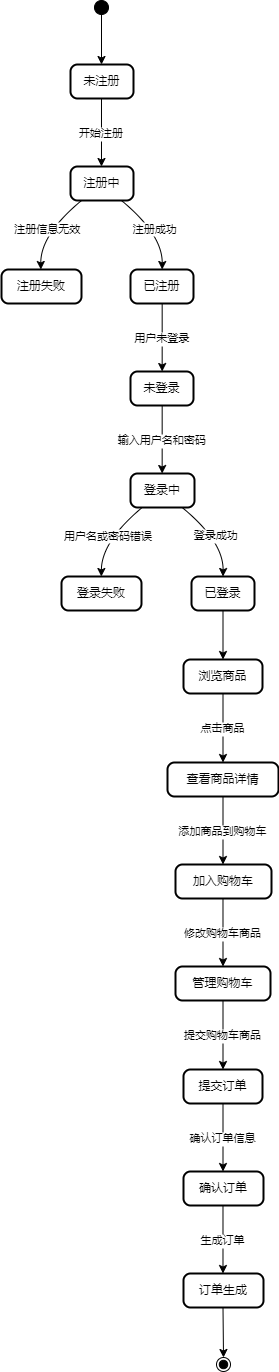 未注册
开始注册
注册中
注册信息无效
注册成功
注册失败
已注册
用户未登录
未登录
输入用户名和密码
登录中
用户名或密码错误
登录成功
登录失败
已登录
浏览商品
点击商品
查看商品详情
添加商品到购物车
加入购物车
修改购物车商品
管理购物车
提交购物车商品
提交订单
确认订单信息
确认订单
生成订单
订单生成